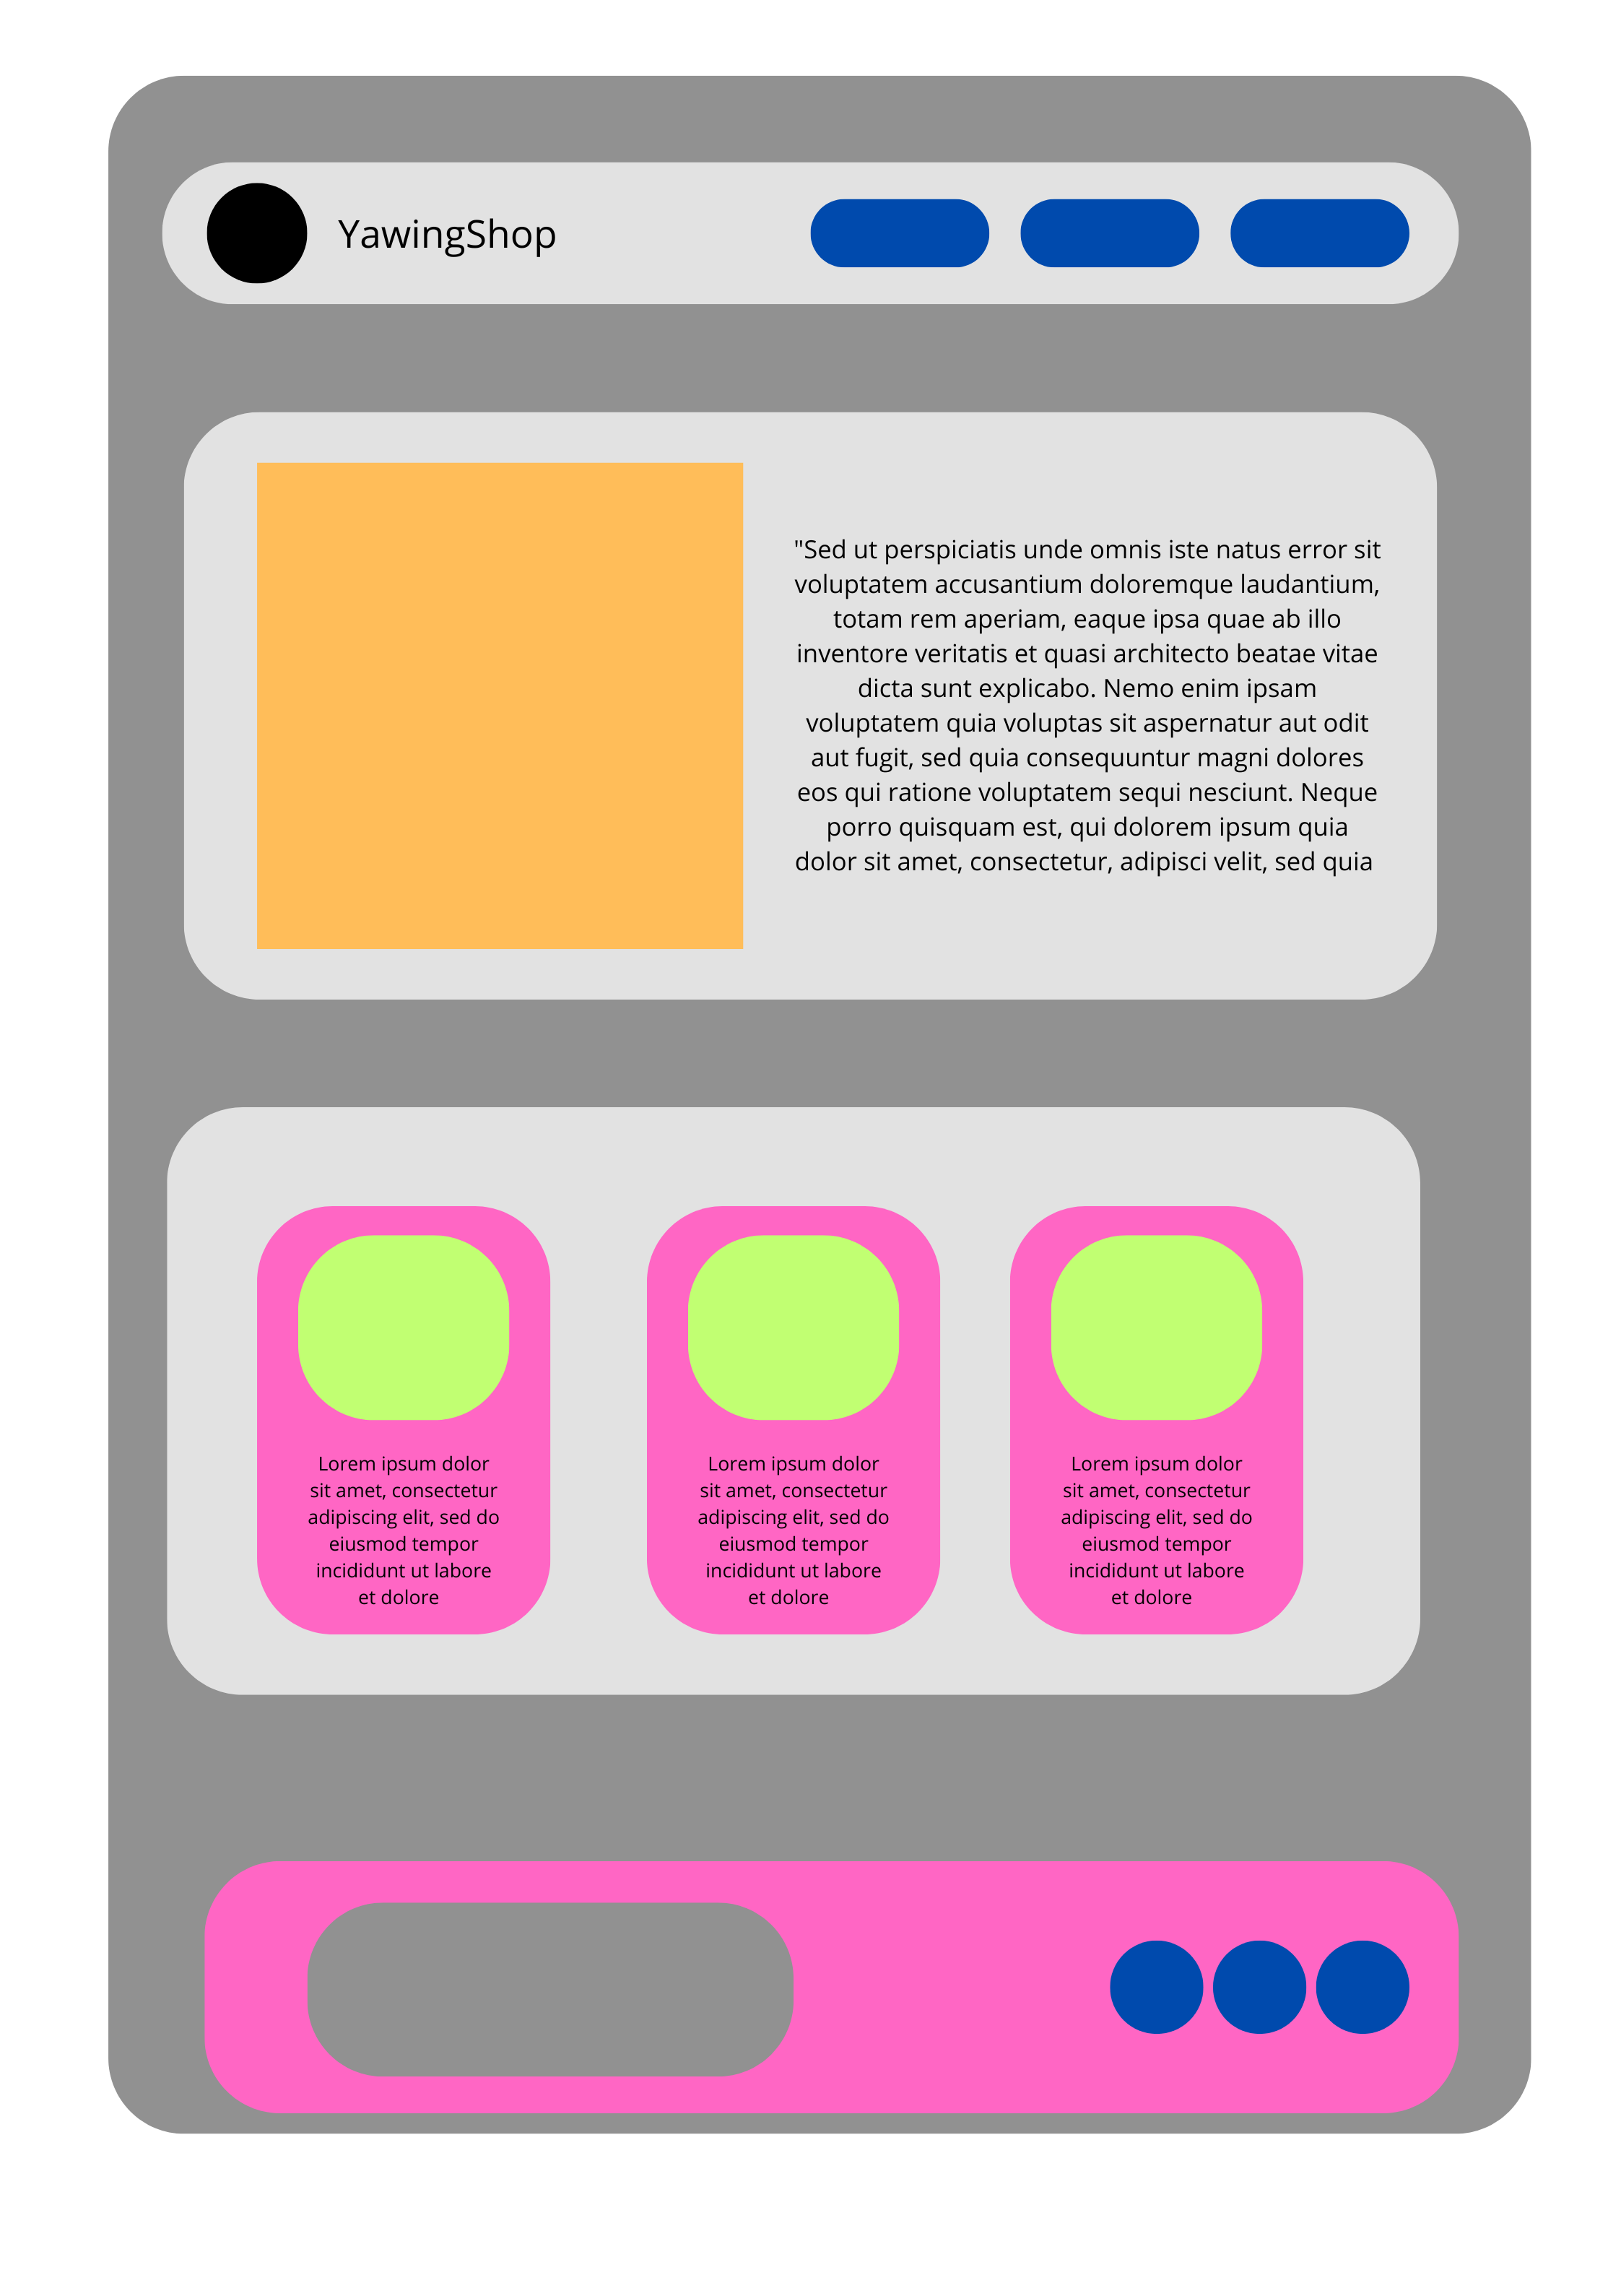 YawingShop
"Sed ut perspiciatis unde omnis iste natus error sit
voluptatem accusantium doloremque laudantium,
totam rem aperiam, eaque ipsa quae ab illo
inventore veritatis et quasi architecto beatae vitae
dicta sunt explicabo. Nemo enim ipsam
voluptatem quia voluptas sit aspernatur aut odit
aut fugit, sed quia consequuntur magni dolores
eos qui ratione voluptatem sequi nesciunt. Neque
porro quisquam est, qui dolorem ipsum quia
dolor sit amet, consectetur, adipisci velit, sed quia
Lorem ipsum dolor
sit amet, consectetur
adipiscing elit, sed do
eiusmod tempor
incididunt ut labore
et dolore
Lorem ipsum dolor
sit amet, consectetur
adipiscing elit, sed do
eiusmod tempor
incididunt ut labore
et dolore
Lorem ipsum dolor
sit amet, consectetur
adipiscing elit, sed do
eiusmod tempor
incididunt ut labore
et dolore